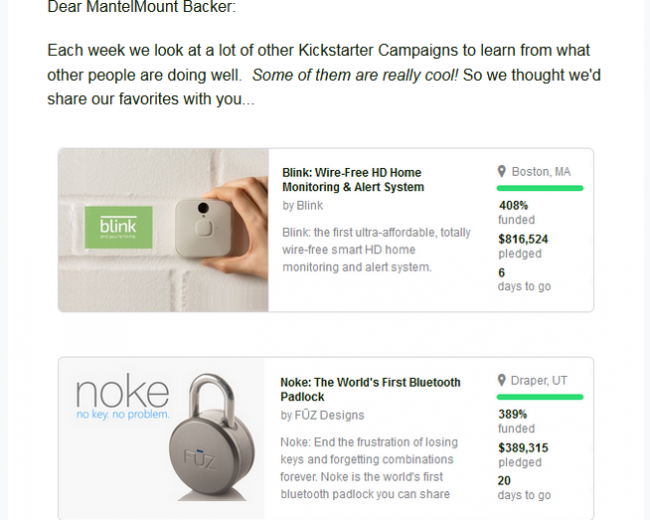 Dear MantelMount Backer:
Each week we look at a lot of other Kickstarter Campaigns to learn from what
other people are doing well.  Some of them are really cool! So we thought we'd
share our favorites with you...
blink
Blink: Wire-Free HD Home
Monitoring & Alert System
by Blink
Blink: the first ultra-affordable, totally
wire-free smart HD home
monitoring and alert system.
Boston, MA
408%
funded
$816,524
pledged
6
days to go
noke
no key. no problem.
FŪZ
Noke: The World's First Bluetooth
Padlock
by FŪZ Designs
Noke: End the frustration of losing
keys and forgetting combinations
forever. Noke is the world's first
bluetooth padlock you can share
Draper, UT
389%
funded
$389,315
pledged
20
days to go